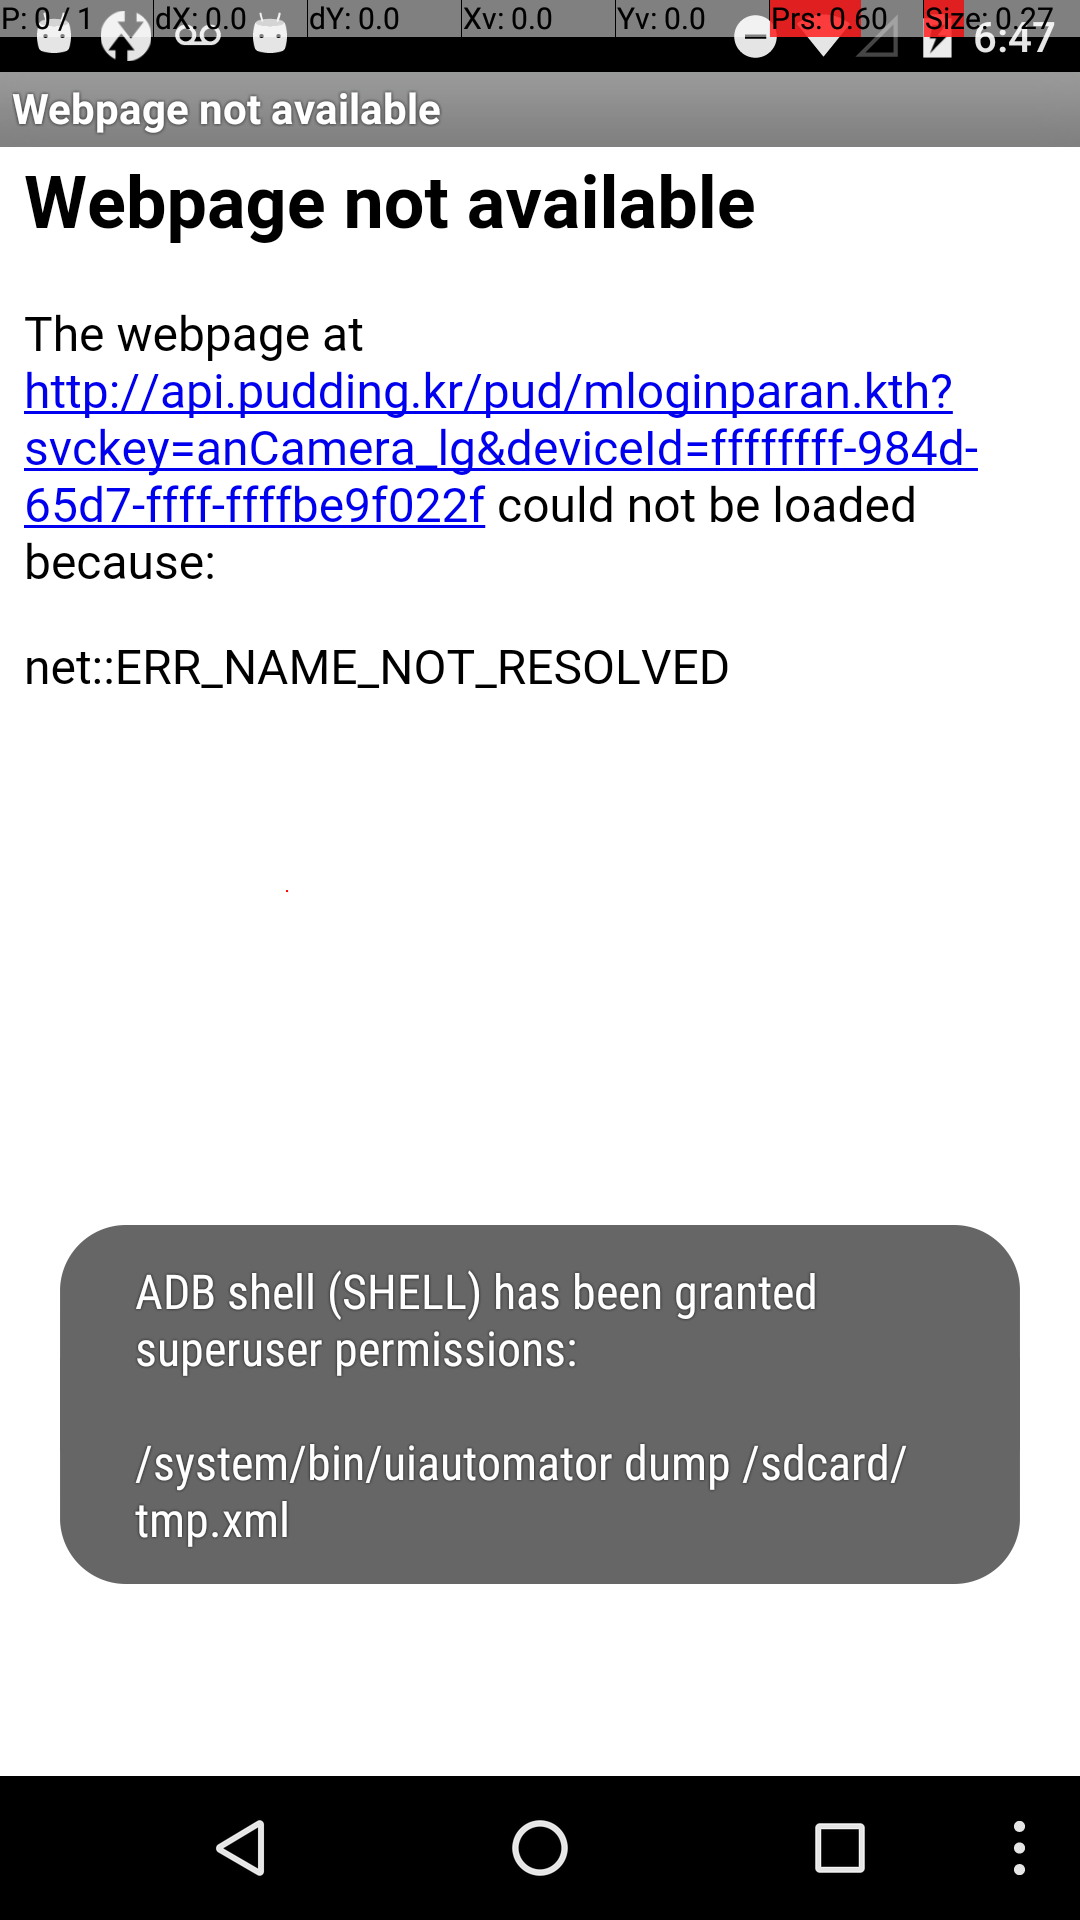 P: 0 / 1 dX: 0.0 dY: 0.0 Xv: 0.0 Yv: 0.0 Prs: 0.60 Size: 0.27
6:47
Webpage not available
Webpage not available
The webpage at
http://api.pudding.kr/pud/mloginparan.kth?
svckey=anCamera_lg&deviceId=ffffffff-984d-
65d7-ffff-ffffbe9f022f could not be loaded
because:
net::ERR_NAME_NOT_RESOLVED
ADB shell (SHELL) has been granted
superuser permissions:
/system/bin/uiautomator dump /sdcard/
tmp.xml